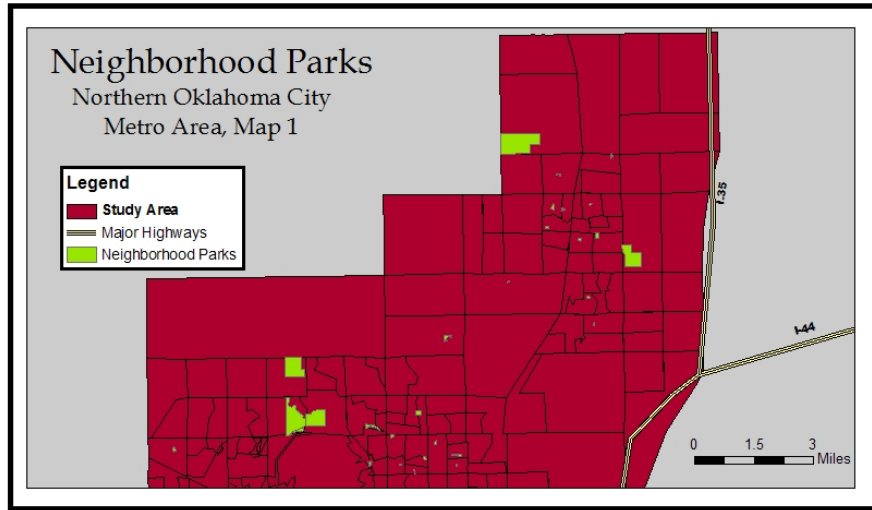 Neighborhood Parks
Northern Oklahoma City
Metro Area, Map 1
Legend
Study Area
Major Highways
Neighborhood Parks
I-35
I-44
0 1.5 3
Miles